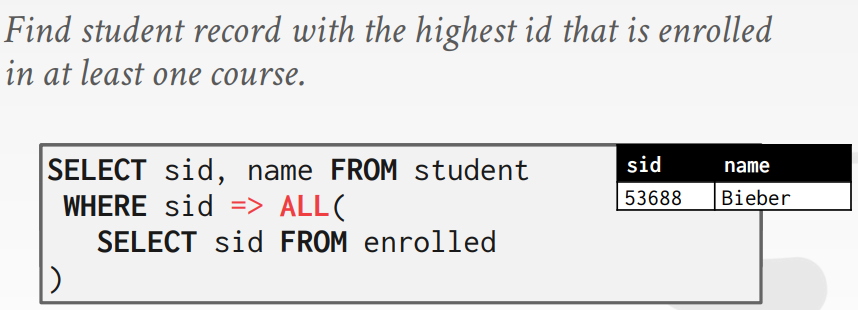 Find student record with the highest id that is enrolled
in at least one course.
SELECT sid, name FROM student
WHERE sid => ALL(
SELECT sid FROM enrolled
)
sid name
53688 Bieber